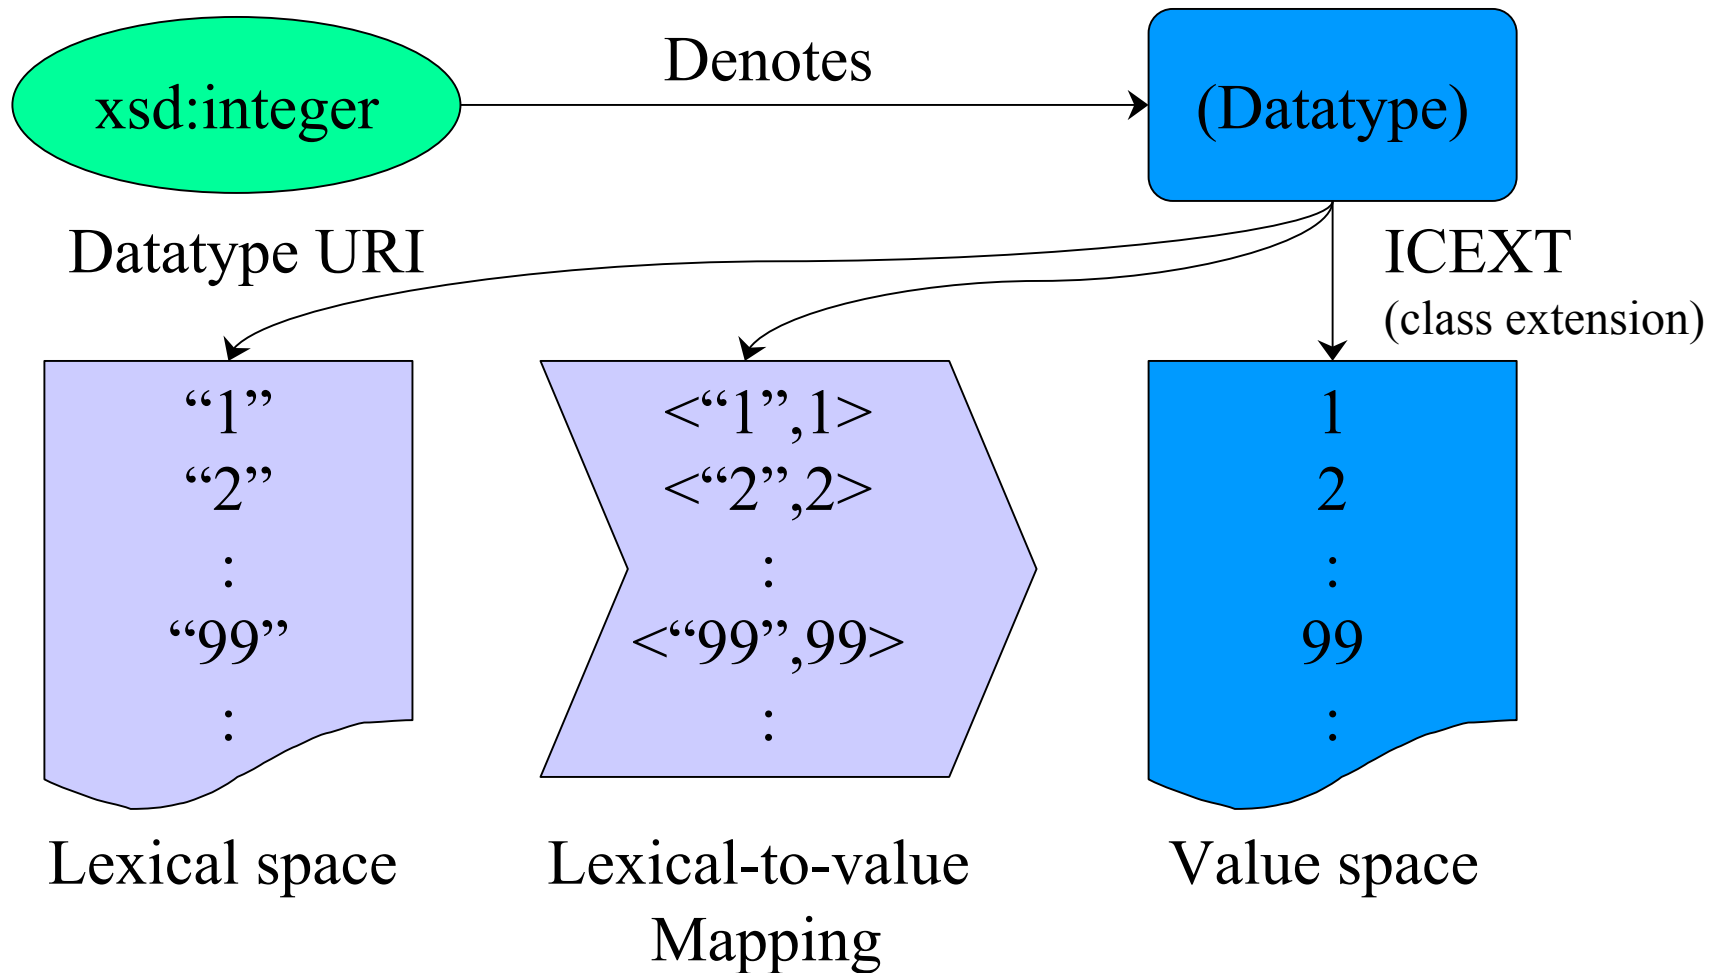 Denotes
xsd:integer
(Datatype)
Datatype URI
ICEXT
(class extension)
“1”
“2”
:
“99”
:
Lexical space
<“1”,1>
<“2”,2>
:
<“99”,99>
:
Lexical-to-value
Mapping
1
2
:
99
:
Value space